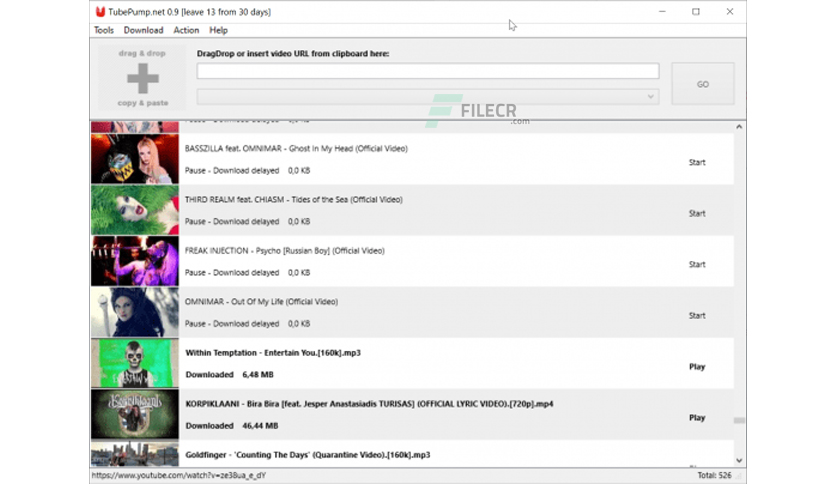 TubePump.net 0.9 [leave 13 from 30 days]
Tools Download Action Help
drag & drop
copy & paste
DragDrop or insert video URL from clipboard here:
GO
FILECR
.com
Pause - Download delayed 0,0 KB
BASSZILLA feat. OMNIMAR - Ghost In My Head (Official Video)
Pause - Download delayed 0,0 KB
Start
THIRD REALM feat. CHIASM - Tides of the Sea (Official Video)
Pause - Download delayed 0,0 KB
Start
FREAK INJECTION - Psycho [Russian Boy] (Official Video)
Pause - Download delayed 0,0 KB
Start
OMNIMAR - Out Of My Life (Official Video)
Pause - Download delayed 0,0 KB
Start
Within Temptation - Entertain You.[160k].mp3
Downloaded 6,48 MB
Play
KORPIKLAANI - Bira Bira [feat. Jesper Anastasiadis TURISAS] (OFFICIAL LYRIC VIDEO).[720p].mp4
Downloaded 46,44 MB
Play
Goldfinger - 'Counting The Days' (Quarantine Video).[160k].mp3
https://www.youtube.com/watch?v=ze38ua_e_dY
Total: 526